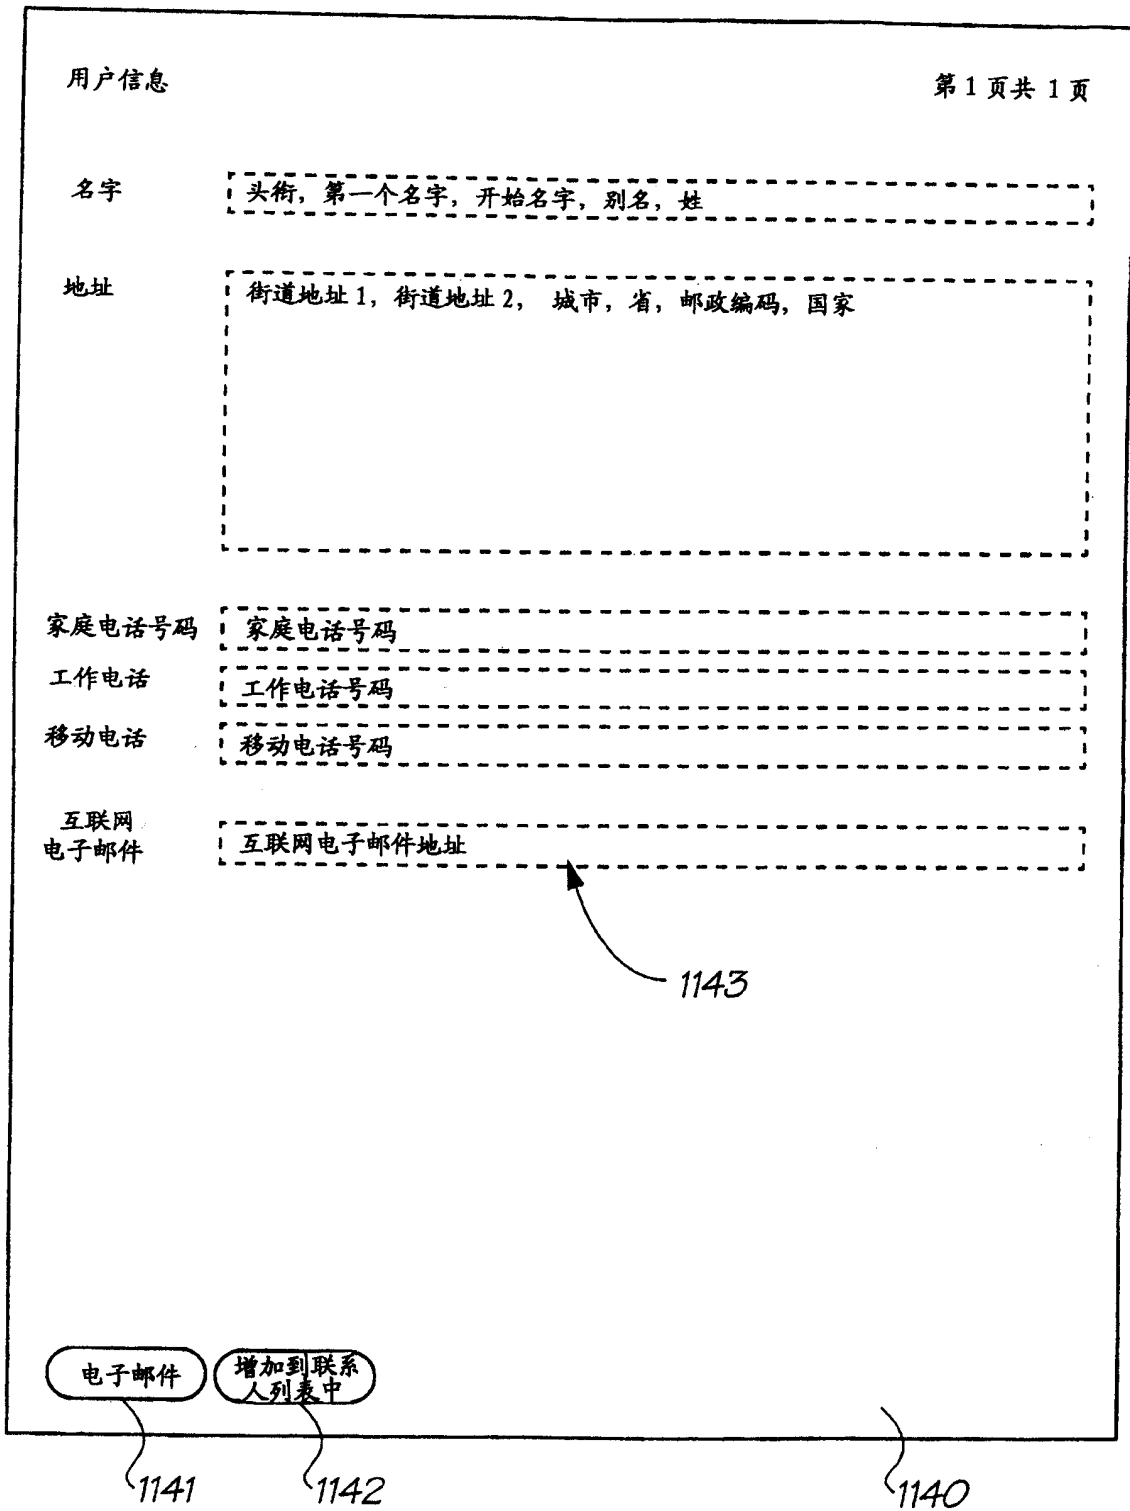 用户信息
第1页共 1页
名字
头衔，第一个名字，开始名字，别名，姓
地址
街道地址1，街道地址2， 城市，省，邮政编码，国家
家庭电话号码
家庭电话号码
工作电话
工作电话号码
移动电话
移动电话号码
互联网
电子邮件
互联网电子邮件地址
1143
电子邮件
增加到联系
人列表中
1141
1142
1140